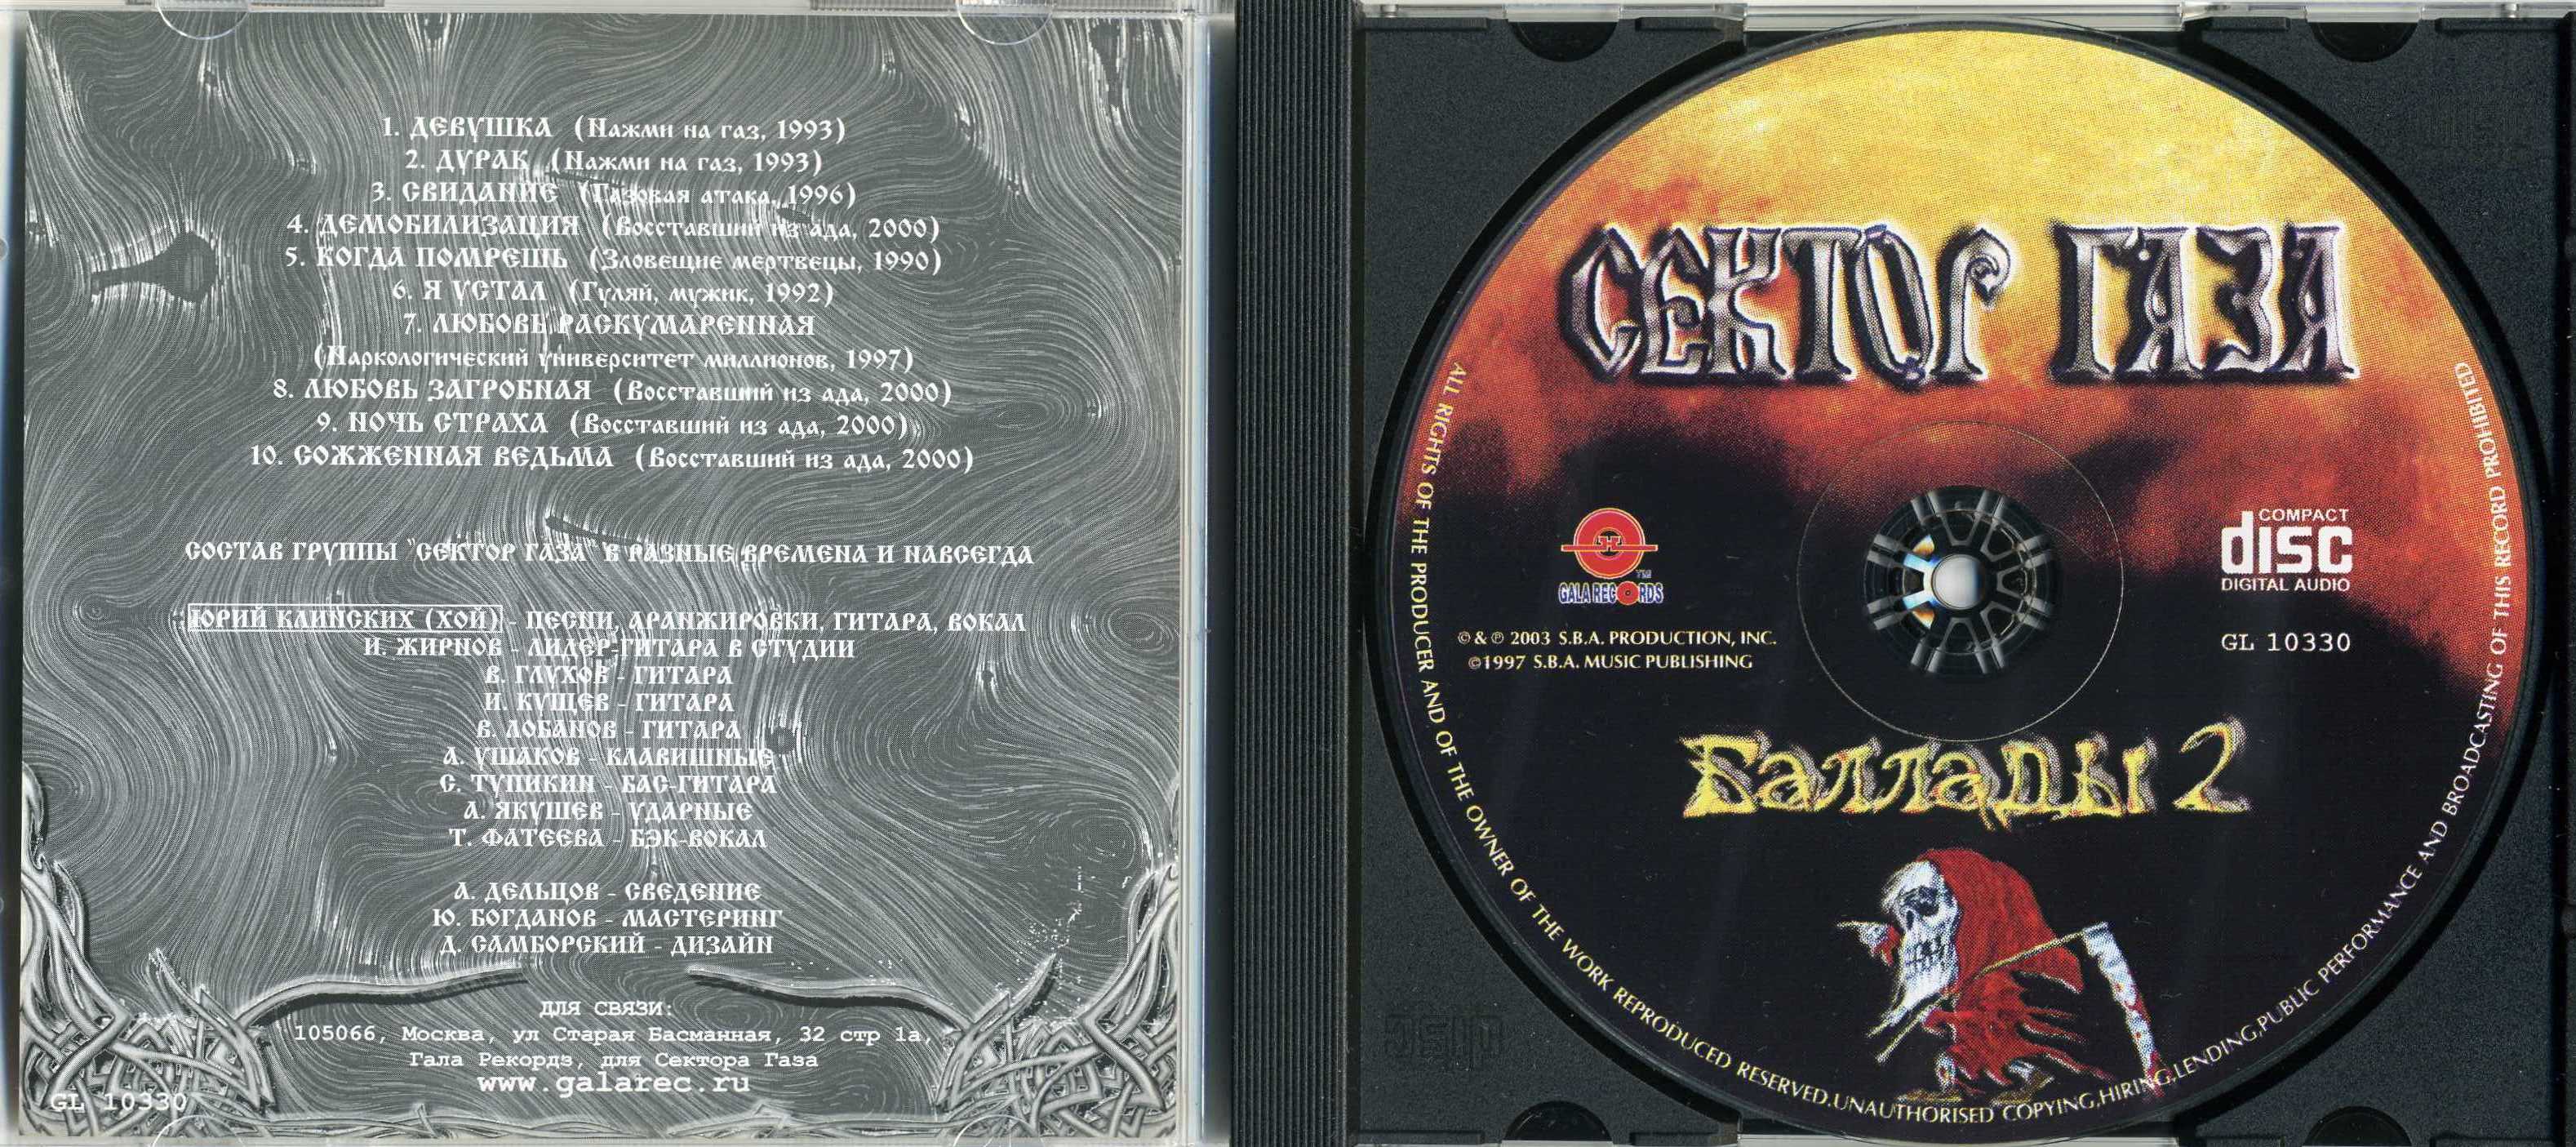 1. ДЕВУШКА (Нажми на газ, 1993)
2. ДУРАК (Нажми на газ, 1993)
3. СВИДАНИЕ (Газовая атака, 1996)
4. ДЕМОБИЛИЗАЦИЯ (Восставший из ада, 2000)
5. КОГДА ПОМРЕШЬ (Зловещие мертвецы, 1990)
6. Я УСТАЛ (Гуляй, мужик, 1992)
7. ЛЮБОВЬ РАСКУМАРЕННАЯ
(Наркологический университет миллионов, 1997)
8. ЛЮБОВЬ ЗАГРОБНАЯ (Восставший из ада, 2000)
9. НОЧЬ СТРАХА (Восставший из ада, 2000)
10. СОЖЖЕННАЯ ВЕДЬМА (Восставший из ада, 2000)
СОСТАВ ГРУППЫ "СЕКТОР ГАЗА" В РАЗНЫЕ ВРЕМЕНА И НАВСЕГДА
ЮРИЙ КЛИНСКИХ (ХОЙ) - ПЕСНИ, АРАНЖИРОВКИ, ГИТАРА, ВОКАЛ
И. ЖИРНОВ - ЛИДЕР-ГИТАРА В СТУДИИ
В. ГЛУХОВ - ГИТАРА
И. КУЩЕВ - ГИТАРА
В. ЛОБАНОВ - ГИТАРА
А. УШАКОВ - КЛАВИШНЫЕ
С. ТУПИКИН - БАС-ГИТАРА
А. ЯКУШЕВ - УДАРНЫЕ
Т. ФАТЕЕВА - БЭК-ВОКАЛ
А. ДЕЛЬЦОВ - СВЕДЕНИЕ
Ю. БОГДАНОВ - МАСТЕРИНГ
Д. САМБОРСКИЙ - ДИЗАЙН
ДЛЯ СВЯЗИ:
105066, Москва, ул Старая Басманная, 32 стр 1а,
Гала Рекордз, для Сектора Газа
www.galarec.ru
GL 10330
СЕКТОР ГАЗА
TM
GALA RECORDS
COMPACT
disc
DIGITAL AUDIO
GL 10330
© & ℗ 2003 S.B.A. PRODUCTION, INC.
©1997 S.B.A. MUSIC PUBLISHING
Баллады 2
ALL RIGHTS OF THE PRODUCER AND OF THE OWNER OF THE WORK REPRODUCED RESERVED.UNAUTHORISED COPYING,HIRING,LENDING,PUBLIC PERFORMANCE AND BROADCASTING OF THIS RECORD PROHIBITED